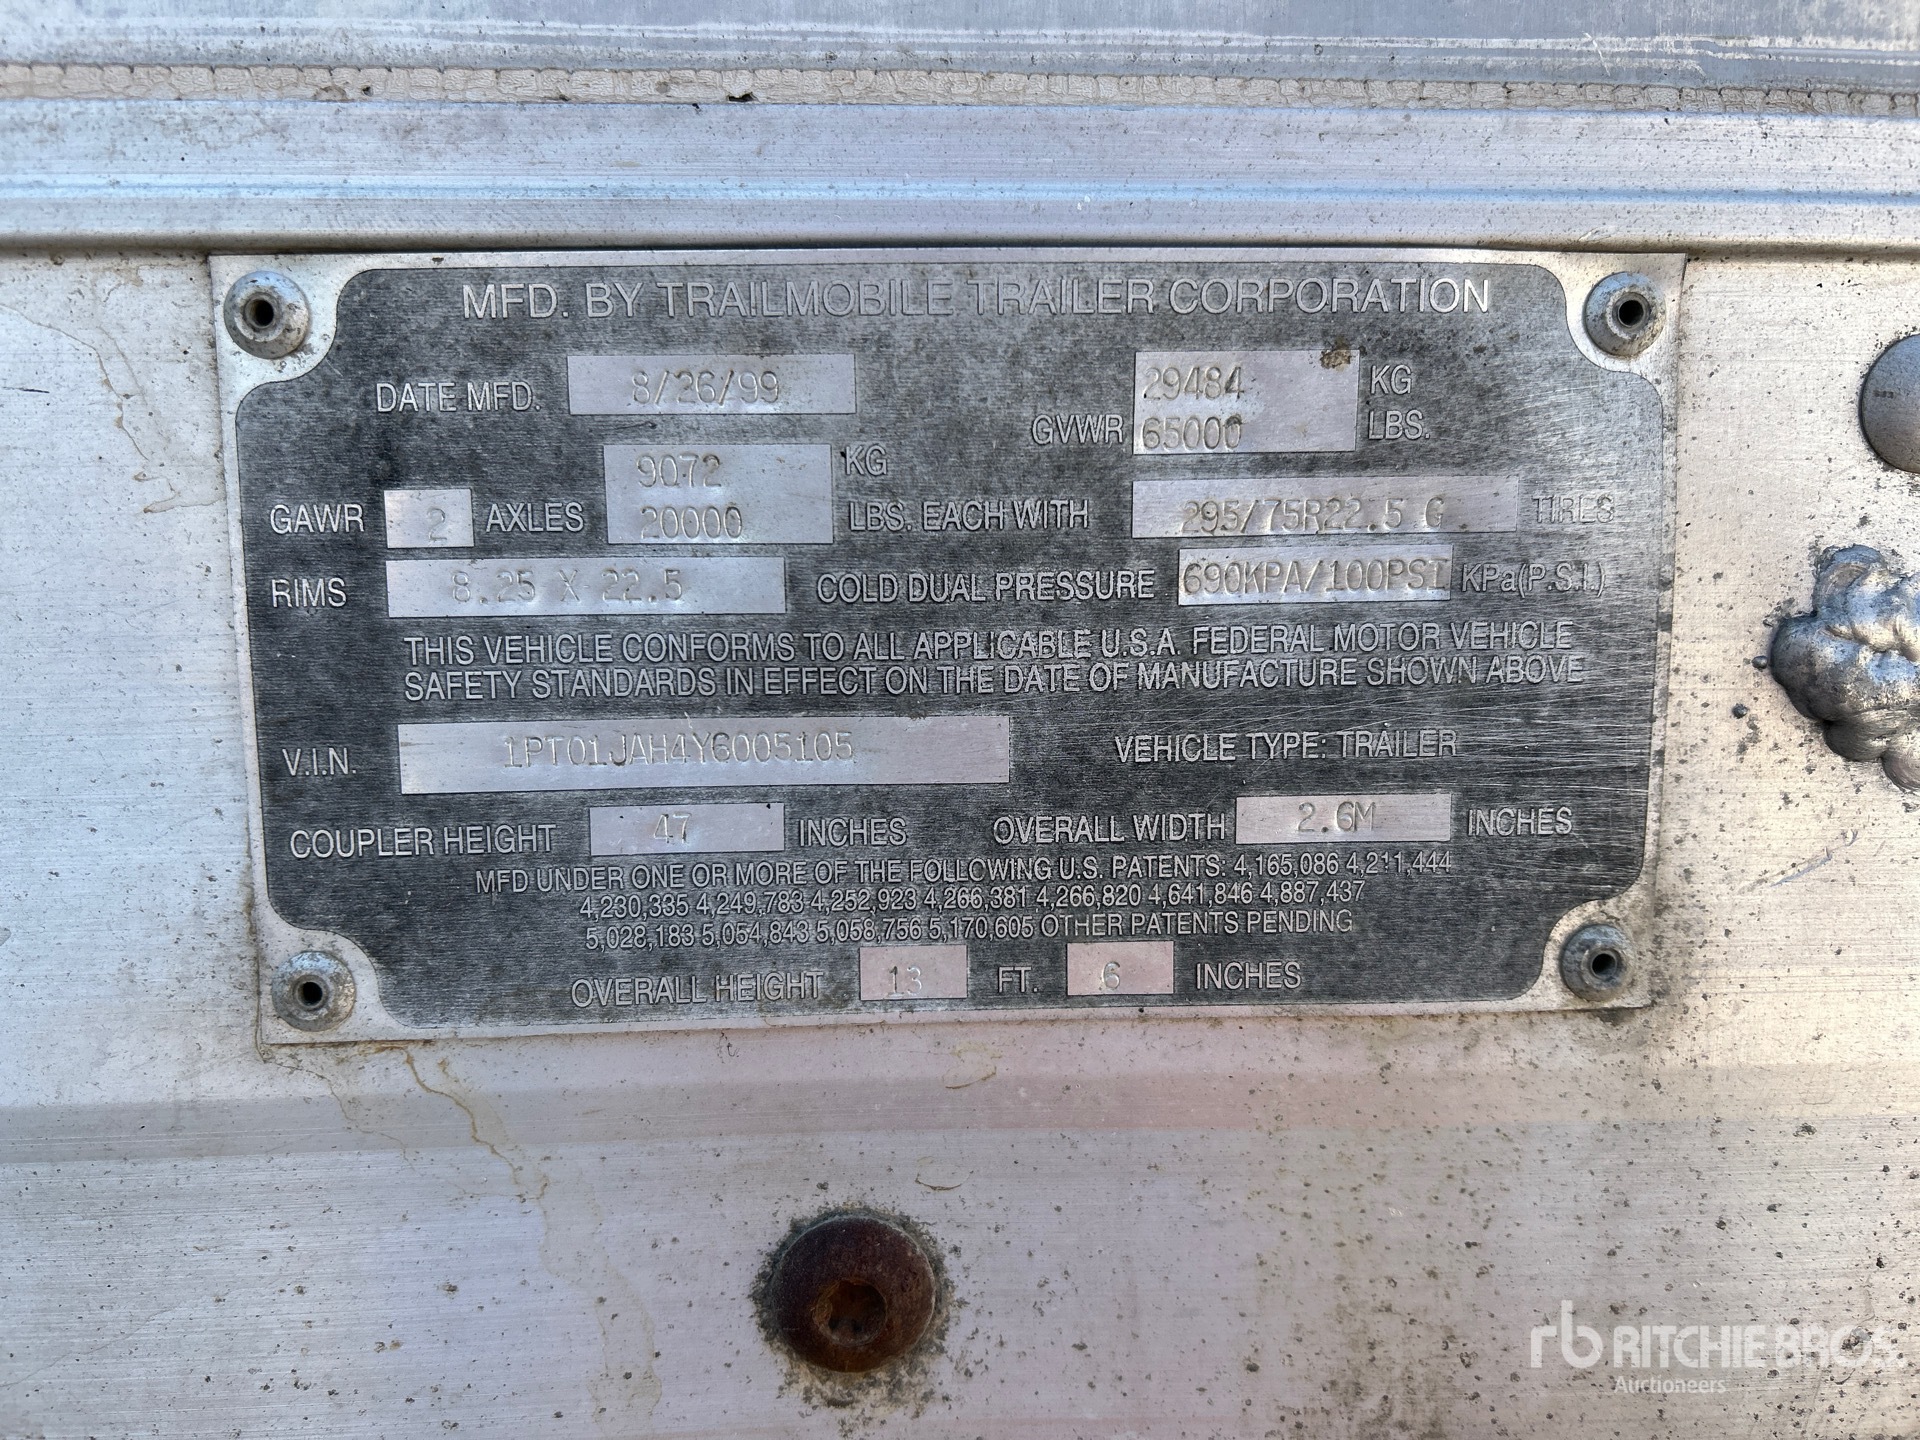 MFD. BY TRAILMOBILE TRAILER CORPORATION
DATE MFD. 8/26/99 GVWR 29484 KG
65000 LBS.
GAWR 2 AXLES 9072 KG
20000 LBS. EACH WITH 295/75R22.5 G TIRES
RIMS 8.25 X 22.5 COLD DUAL PRESSURE 690KPA/100PSI KPa(P.S.I.)
THIS VEHICLE CONFORMS TO ALL APPLICABLE U.S.A. FEDERAL MOTOR VEHICLE
SAFETY STANDARDS IN EFFECT ON THE DATE OF MANUFACTURE SHOWN ABOVE
V.I.N. 1PT01JAH4Y6005105 VEHICLE TYPE: TRAILER
COUPLER HEIGHT 47 INCHES OVERALL WIDTH 2.6M INCHES
MFD UNDER ONE OR MORE OF THE FOLLOWING U.S. PATENTS: 4,165,086 4,211,444
4,230,335 4,249,783 4,252,923 4,266,381 4,266,820 4,641,846 4,887,437
5,028,183 5,054,843 5,058,756 5,170,605 OTHER PATENTS PENDING
OVERALL HEIGHT 13 FT. 6 INCHES
rb RITCHIE BROS.
Auctioneers